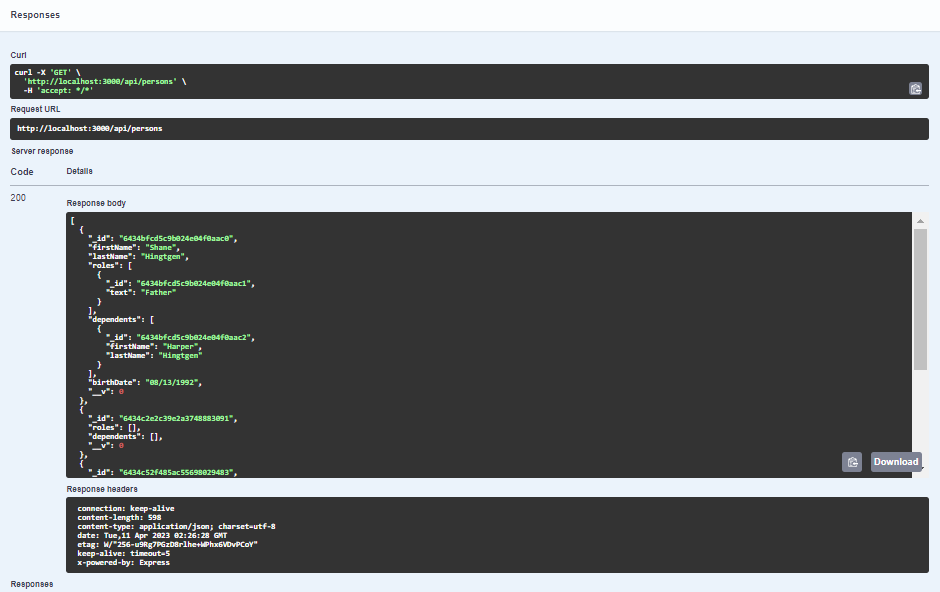 Responses
Curl
curl -X 'GET' \
  'http://localhost:3000/api/persons' \
  -H 'accept: */*'
Request URL
http://localhost:3000/api/persons
Server response
Code Details
200
Response body
[
  {
    "_id": "6434bfcd5c9b024e04f0aac0",
    "firstName": "Shane",
    "lastName": "Hingtgen",
    "roles": [
      {
        "_id": "6434bfcd5c9b024e04f0aac1",
        "text": "Father"
      }
    ],
    "dependents": [
      {
        "_id": "6434bfcd5c9b024e04f0aac2",
        "firstName": "Harper",
        "lastName": "Hingtgen"
      }
    ],
    "birthDate": "08/13/1992",
    "__v": 0
  },
  {
    "_id": "6434c2e2c39e2a3748883091",
    "roles": [],
    "dependents": [],
    "__v": 0
  },
  {
    "_id": "6434c52f485ac55698029483",
Download
Response headers
connection: keep-alive
content-length: 598
content-type: application/json; charset=utf-8
date: Tue,11 Apr 2023 02:26:28 GMT
etag: W/"256-u9Rg7PGzDBrlhe+WPhx6VDvPCoY"
keep-alive: timeout=5
x-powered-by: Express
Responses